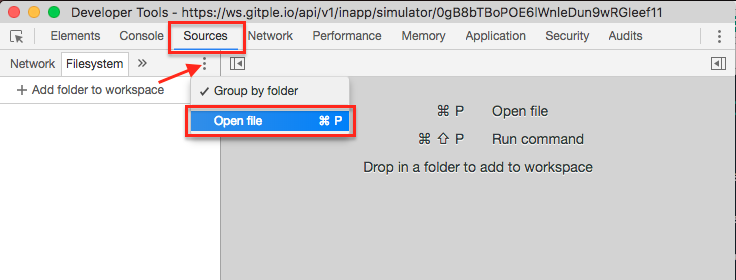 Developer Tools - https://ws.gitple.io/api/v1/inapp/simulator/0gB8bTBoPOE6lWnleDun9wRGleef11
Elements Console Sources Network Performance Memory Application Security Audits
Network Filesystem »
+ Add folder to workspace
✓ Group by folder
Open file ⌘ P
⌘ P Open file
⌘ ⇧ P Run command
Drop in a folder to add to workspace